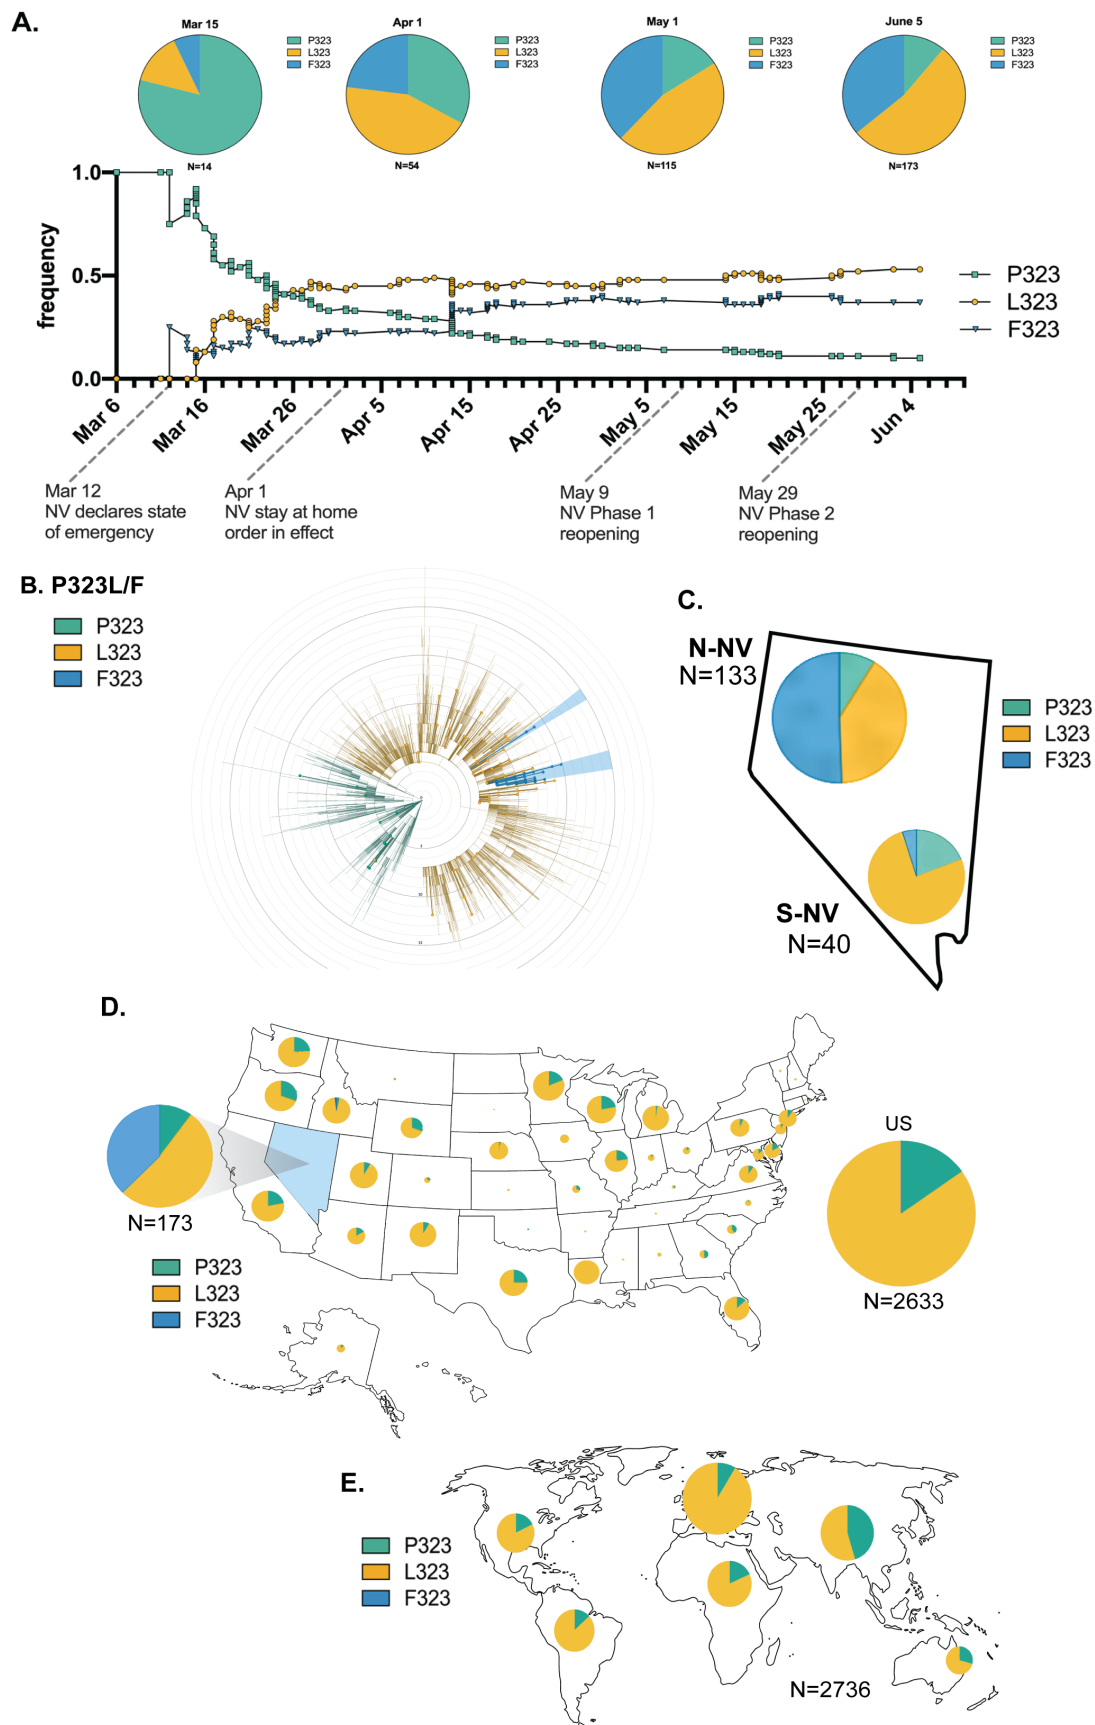 A.
Mar 15
P323
L323
F323
N=14
Apr 1
P323
L323
F323
N=54
May 1
P323
L323
F323
N=115
June 5
P323
L323
F323
N=173
frequency
1.0
0.5
0.0
P323
L323
F323
Mar 6
Mar 16
Mar 26
Apr 5
Apr 15
Apr 25
May 5
May 15
May 25
Jun 4
Mar 12
NV declares state
of emergency
Apr 1
NV stay at home
order in effect
May 9
NV Phase 1
reopening
May 29
NV Phase 2
reopening
B. P323L/F
P323
L323
F323
C.
N-NV
N=133
P323
L323
F323
S-NV
N=40
D.
N=173
P323
L323
F323
US
N=2633
E.
P323
L323
F323
N=2736